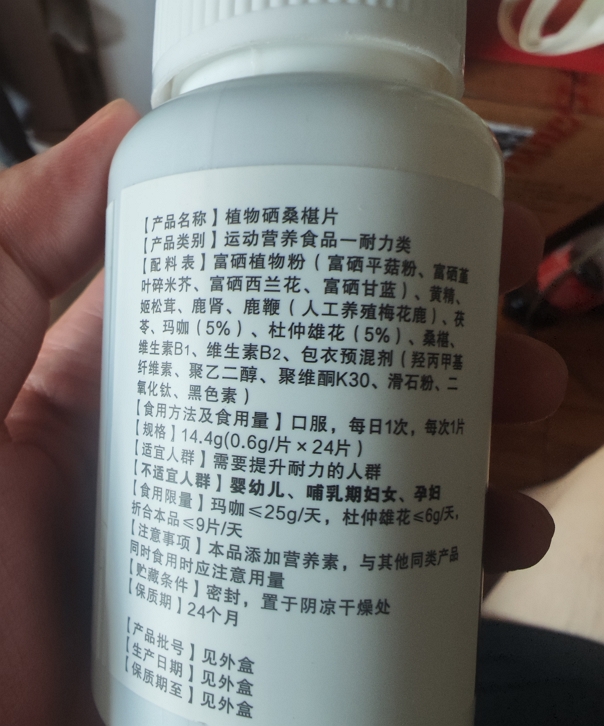 【产品名称】植物硒桑椹片
【产品类别】运动营养食品一耐力类
【配料表】富硒植物粉（富硒平菇粉、富硒堇
叶碎米荠、富硒西兰花、富硒甘蓝）、黄精、
姬松茸、鹿肾、鹿鞭（人工养殖梅花鹿）、茯
苓、玛咖（5%）、杜仲雄花（5%）、桑椹、
维生素B1、维生素B2、包衣预混剂（羟丙甲基
纤维素、聚乙二醇、聚维酮K30、滑石粉、二
氧化钛、黑色素）
【食用方法及食用量】口服，每日1次，每次1片
【规格】14.4g(0.6g/片×24片）
【适宜人群】需要提升耐力的人群
【不适宜人群】婴幼儿、哺乳期妇女、孕妇
【食用限量】玛咖≤25g/天，杜仲雄花≤6g/天，
折合本品≤9片/天
【注意事项】本品添加营养素，与其他同类产品
同时食用时应注意用量
【贮藏条件】密封，置于阴凉干燥处
【保质期】24个月
【产品批号】见外盒
【生产日期】见外盒
【保质期至】见外盒